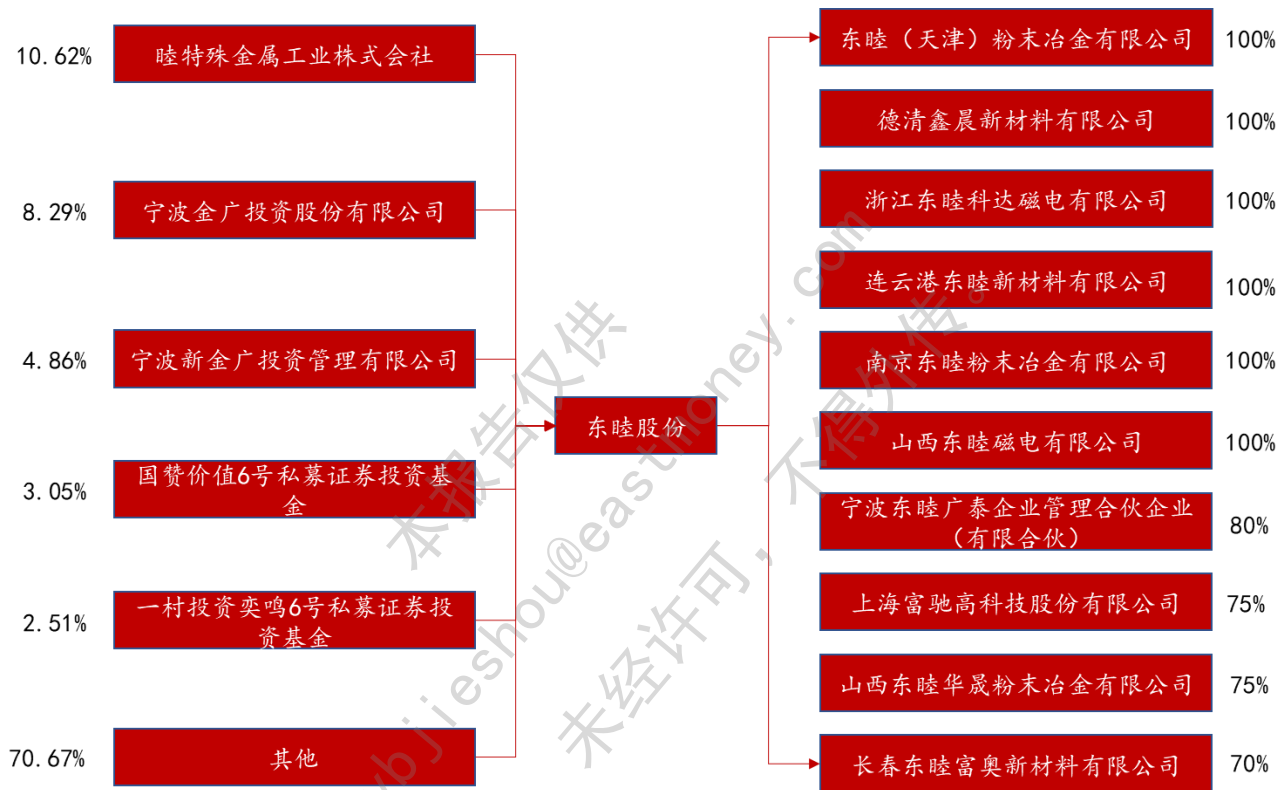 10.62%
睦特殊金属工业株式会社
8.29%
宁波金广投资股份有限公司
4.86%
宁波新金广投资管理有限公司
3.05%
国赞价值6号私募证券投资基
金
2.51%
一村投资奕鸣6号私募证券投
资基金
70.67%
其他
东睦股份
东睦（天津）粉末冶金有限公司
100%
德清鑫晨新材料有限公司
100%
浙江东睦科达磁电有限公司
100%
连云港东睦新材料有限公司
100%
南京东睦粉末冶金有限公司
100%
山西东睦磁电有限公司
100%
宁波东睦广泰企业管理合伙企业
（有限合伙）
80%
上海富驰高科技股份有限公司
75%
山西东睦华晟粉末冶金有限公司
75%
长春东睦富奥新材料有限公司
70%
本报告仅供
bjieshou@eastmoney.com
未经许可，不得外传。